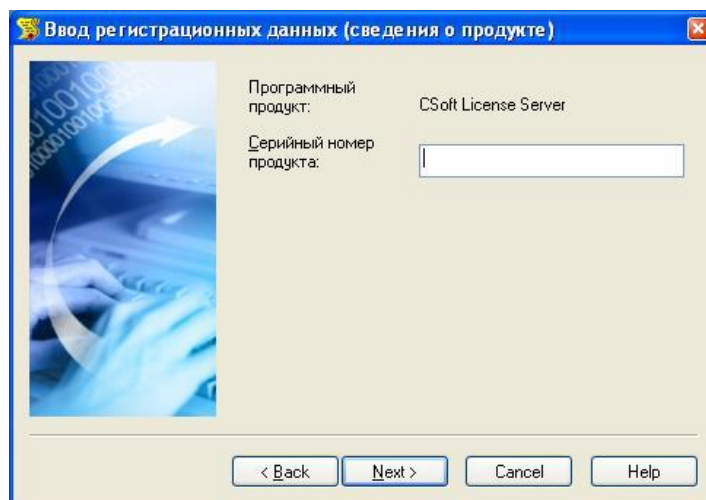 Ввод регистрационных данных (сведения о продукте)
Программный
продукт:
CSoft License Server
Серийный номер
продукта:
< Back
Next >
Cancel
Help